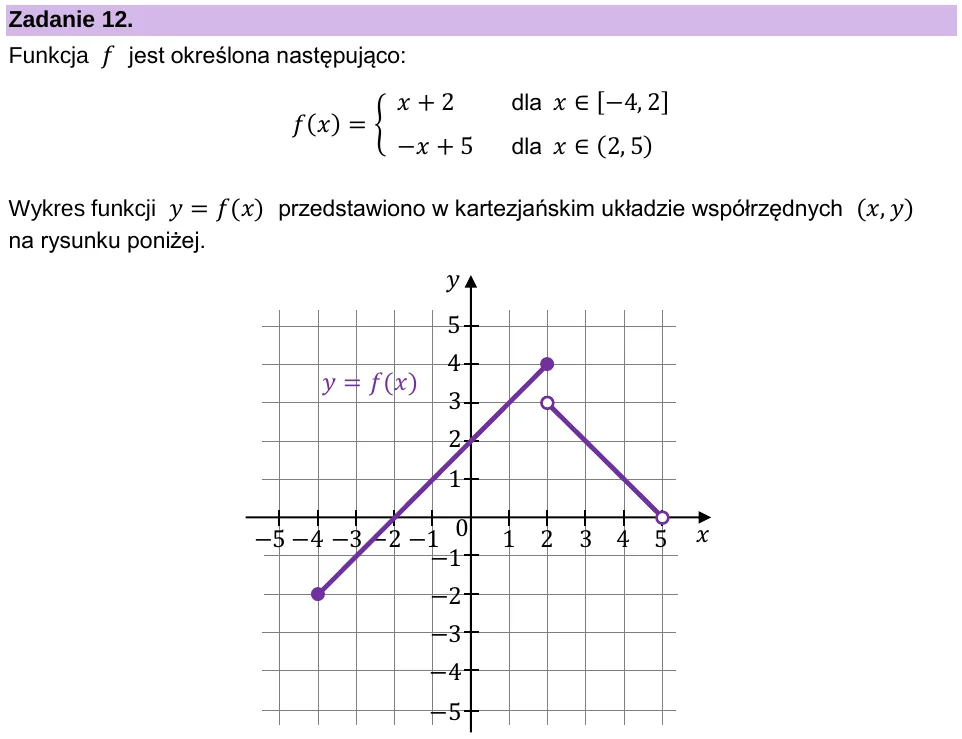 Zadanie 12.
Funkcja f jest określona następująco:
f(x) = { x + 2 dla x ∈ [−4, 2]
−x + 5 dla x ∈ (2, 5)
Wykres funkcji y = f(x) przedstawiono w kartezjańskim układzie współrzędnych (x, y)
na rysunku poniżej.
y
5
4
y = f(x)
3
2
1
0
−5 −4 −3 −2 −1 1 2 3 4 5 x
−1
−2
−3
−4
−5